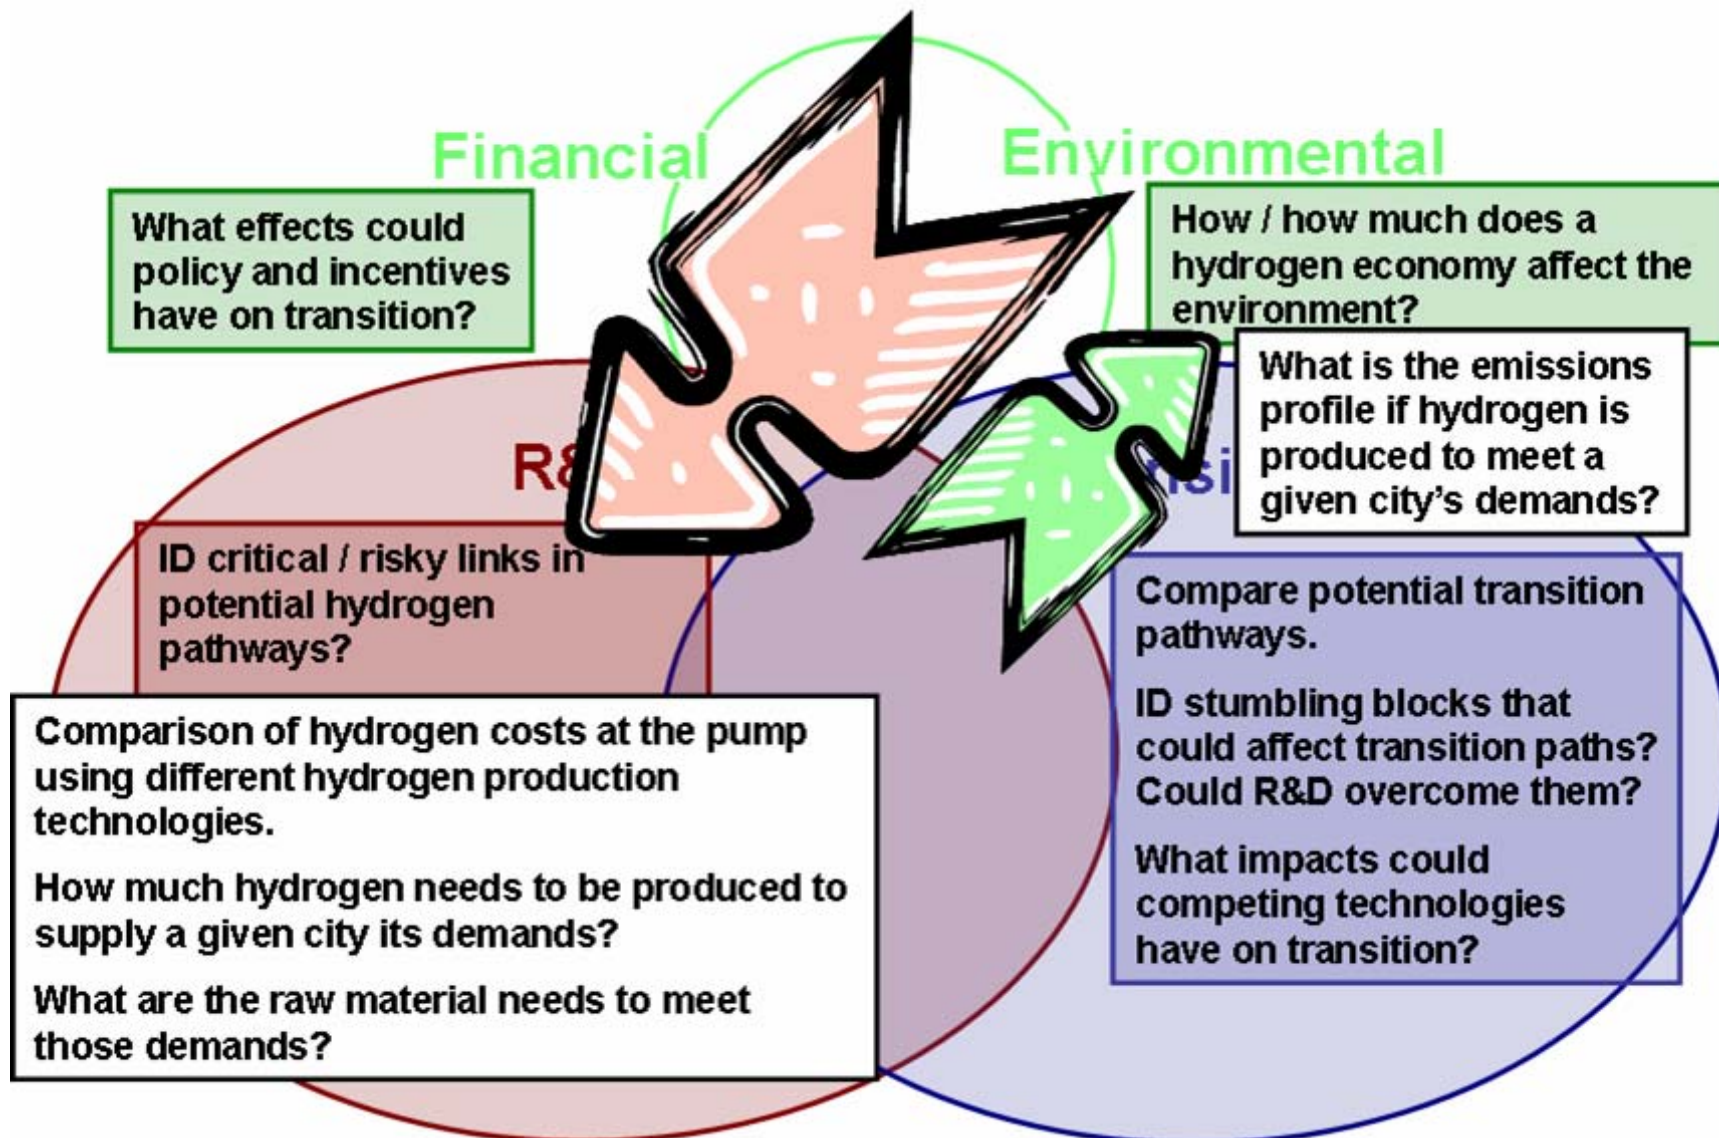 Financial
Environmental
What effects could
policy and incentives
have on transition?
How / how much does a
hydrogen economy affect the
environment?
What is the emissions
profile if hydrogen is
produced to meet a
given city's demands?
ID critical / risky links in
potential hydrogen
pathways?
Comparison of hydrogen costs at the pump
using different hydrogen production
technologies.
How much hydrogen needs to be produced to
supply a given city its demands?
What are the raw material needs to meet
those demands?
Compare potential transition
pathways.
ID stumbling blocks that
could affect transition paths?
Could R&D overcome them?
What impacts could
competing technologies
have on transition?